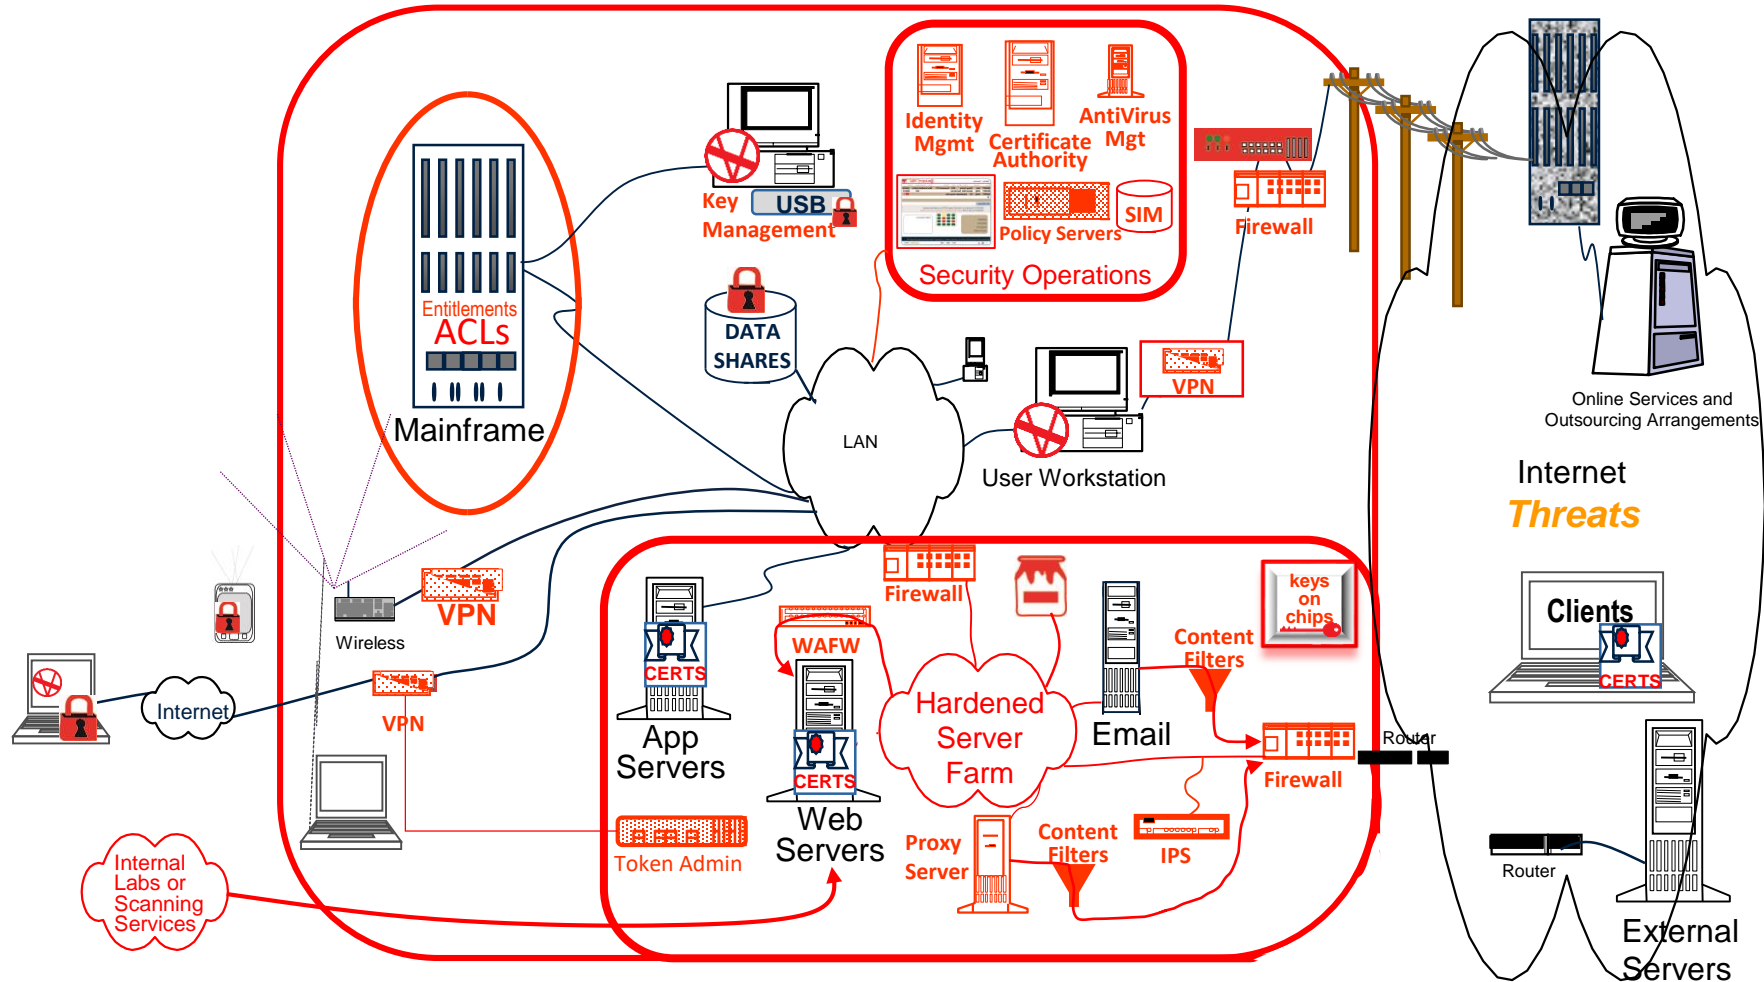 Identity
Mgmt
Certificate
Authority
AntiVirus
Mgt
Policy Servers
SIM
Security Operations
Key
Management
USB
Firewall
Entitlements
ACLs
Mainframe
DATA
SHARES
LAN
VPN
User Workstation
Online Services and
Outsourcing Arrangements
Internet
Threats
Clients
CERTS
Router
External
Servers
Router
Wireless
VPN
VPN
Internet
Internal
Labs or
Scanning
Services
Token Admin
App
Servers
CERTS
WAFW
CERTS
Web
Servers
Firewall
Hardened
Server
Farm
Email
Content
Filters
keys
on
chips
Firewall
Proxy
Server
Content
Filters
IPS